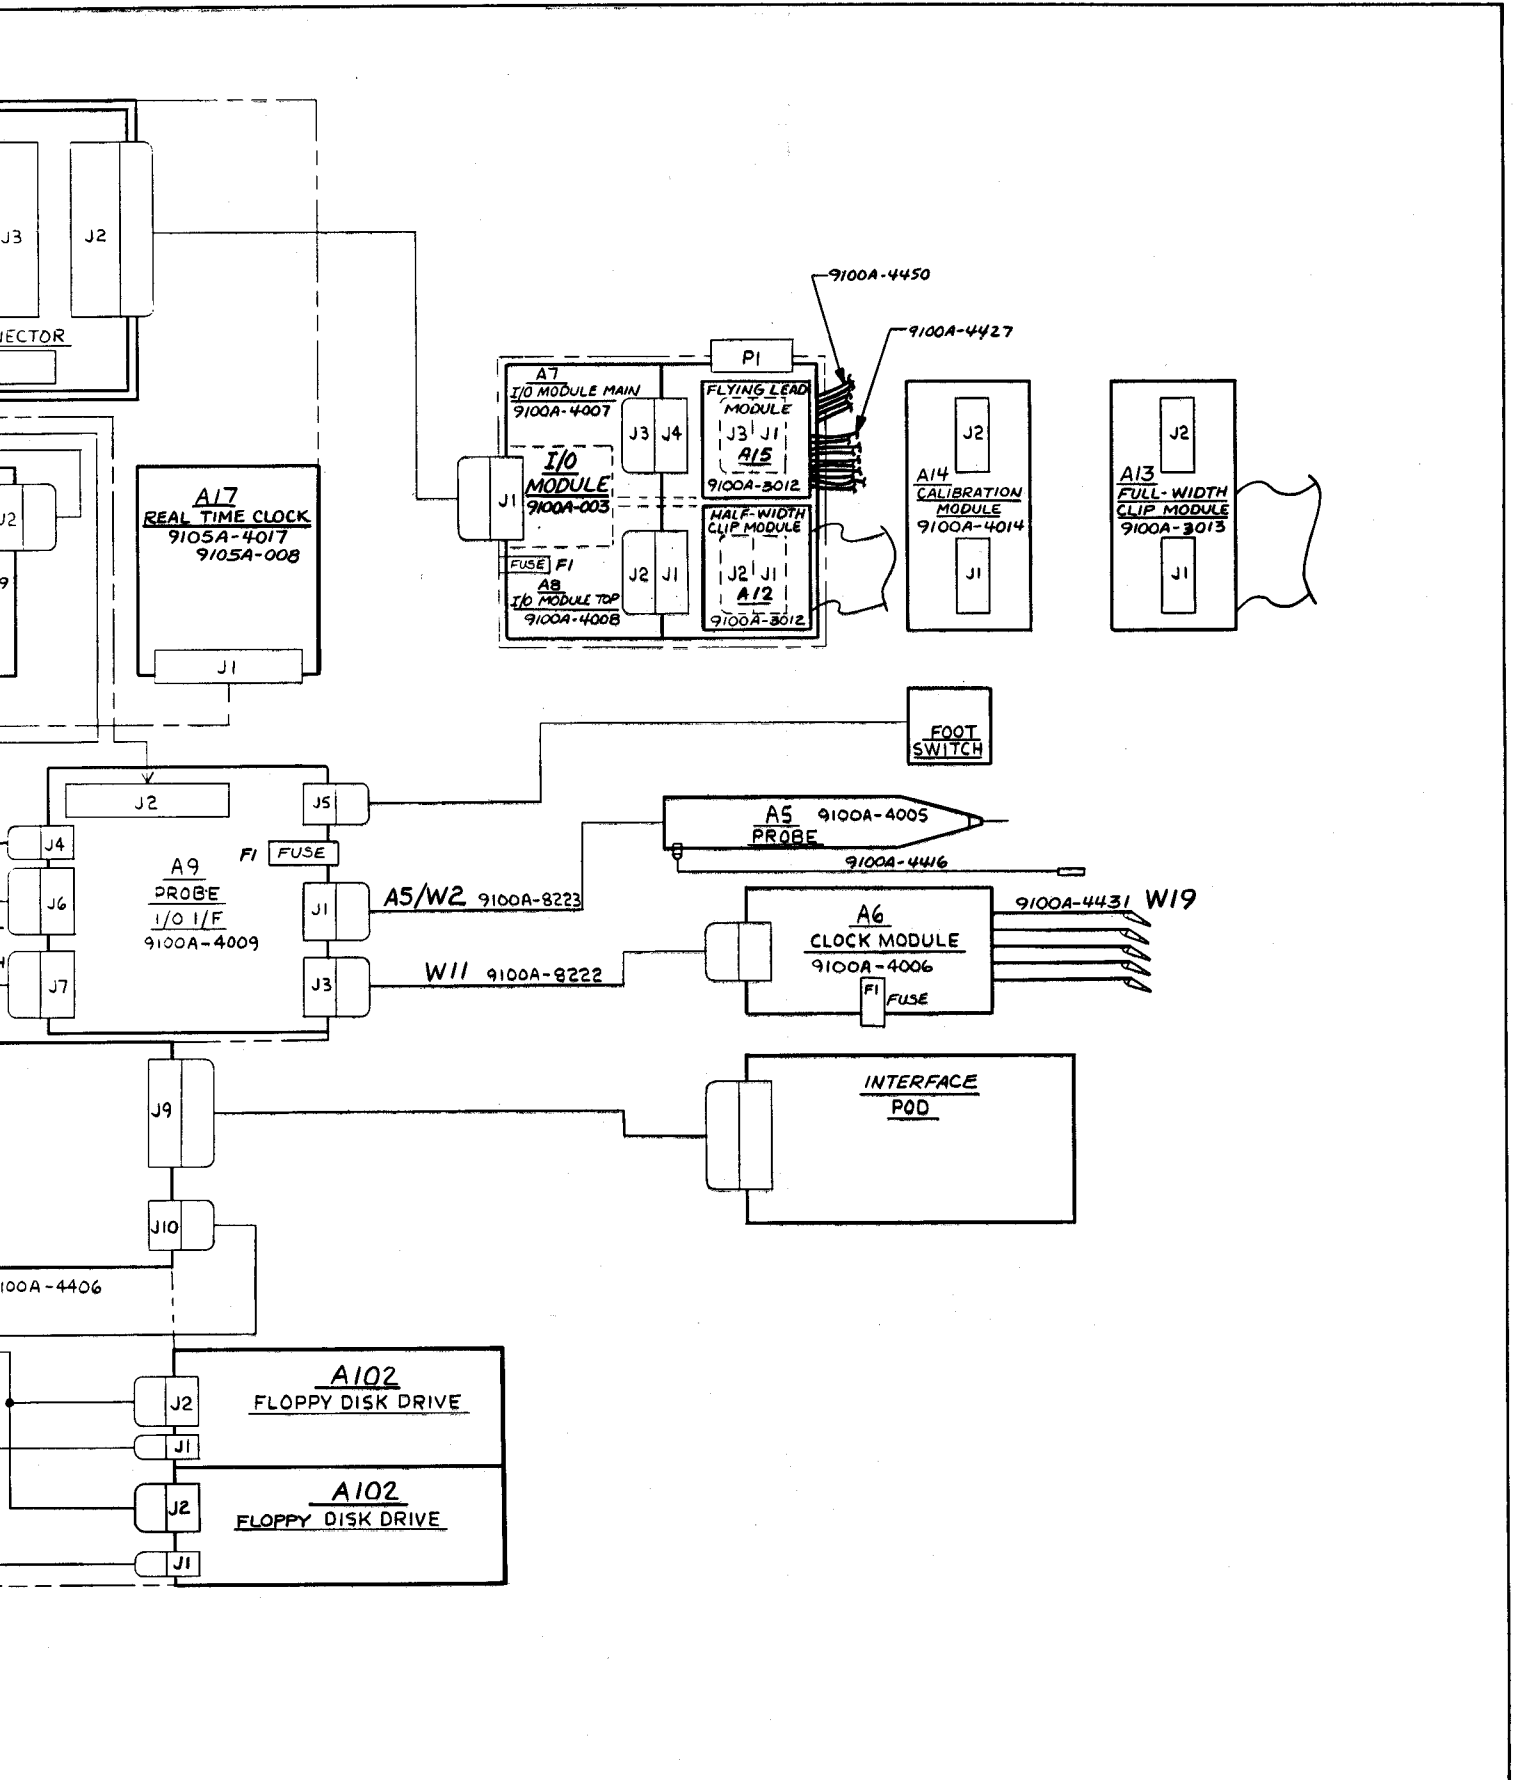 J3
J2
NECTOR
9100A-4450
9100A-4427
P1
A7
I/O MODULE MAIN
9100A-4007
J3 J4
FLYING LEAD
MODULE
J3 J1
A15
9100A-3012
J1
I/O
MODULE
9100A-003
FUSE F1
A8
I/O MODULE TOP
9100A-4008
J2 J1
HALF-WIDTH
CLIP MODULE
J2 J1
A12
9100A-3012
J2
A14
CALIBRATION
MODULE
9100A-4014
J1
J2
A13
FULL-WIDTH
CLIP MODULE
9100A-3013
J1
J2
9
A17
REAL TIME CLOCK
9105A-4017
9105A-008
J1
FOOT
SWITCH
J2
J5
J4
F1 FUSE
A9
PROBE
I/O I/F
9100A-4009
J6
J1
H
J7
J3
A5/W2 9100A-8223
W11 9100A-8222
A5 9100A-4005
PROBE
9100A-4416
A6
CLOCK MODULE
9100A-4006
F1 FUSE
9100A-4431 W19
J9
INTERFACE
POD
J10
100A-4406
A102
FLOPPY DISK DRIVE
J2
J1
A102
FLOPPY DISK DRIVE
J2
J1